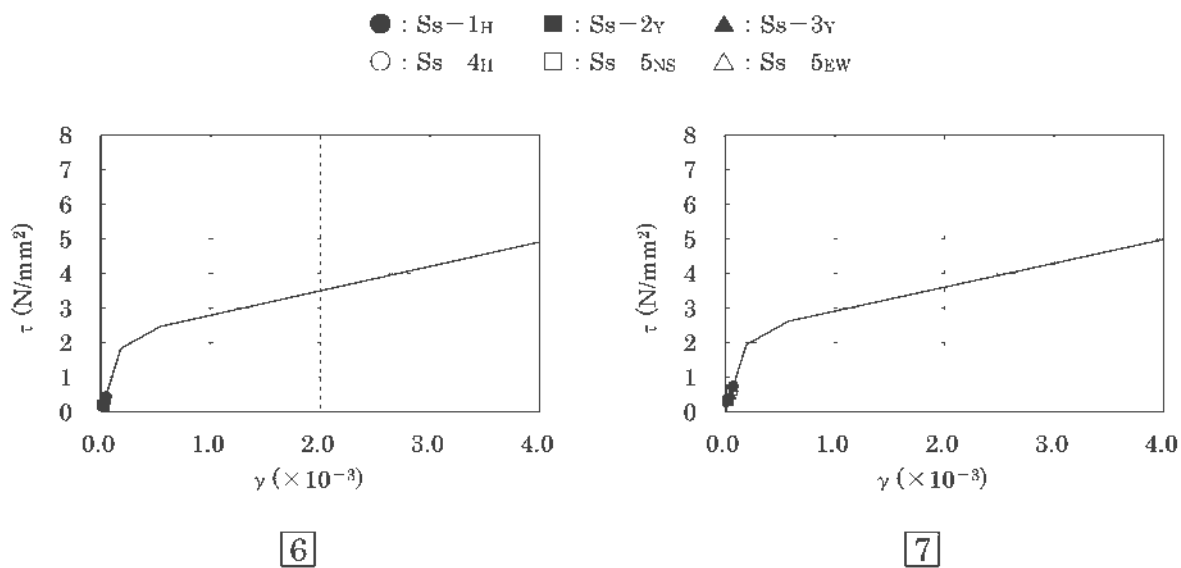 ● : Ss−1H ■ : Ss−2Y ▲ : Ss−3Y
○ : Ss 4H □ : Ss 5NS △ : Ss 5EW
8
7
6
5
4
3
2
1
0
τ (N/mm²)
0.0 1.0 2.0 3.0 4.0
γ (×10⁻³)
6
8
7
6
5
4
3
2
1
0
τ (N/mm²)
0.0 1.0 2.0 3.0 4.0
γ (×10⁻³)
7